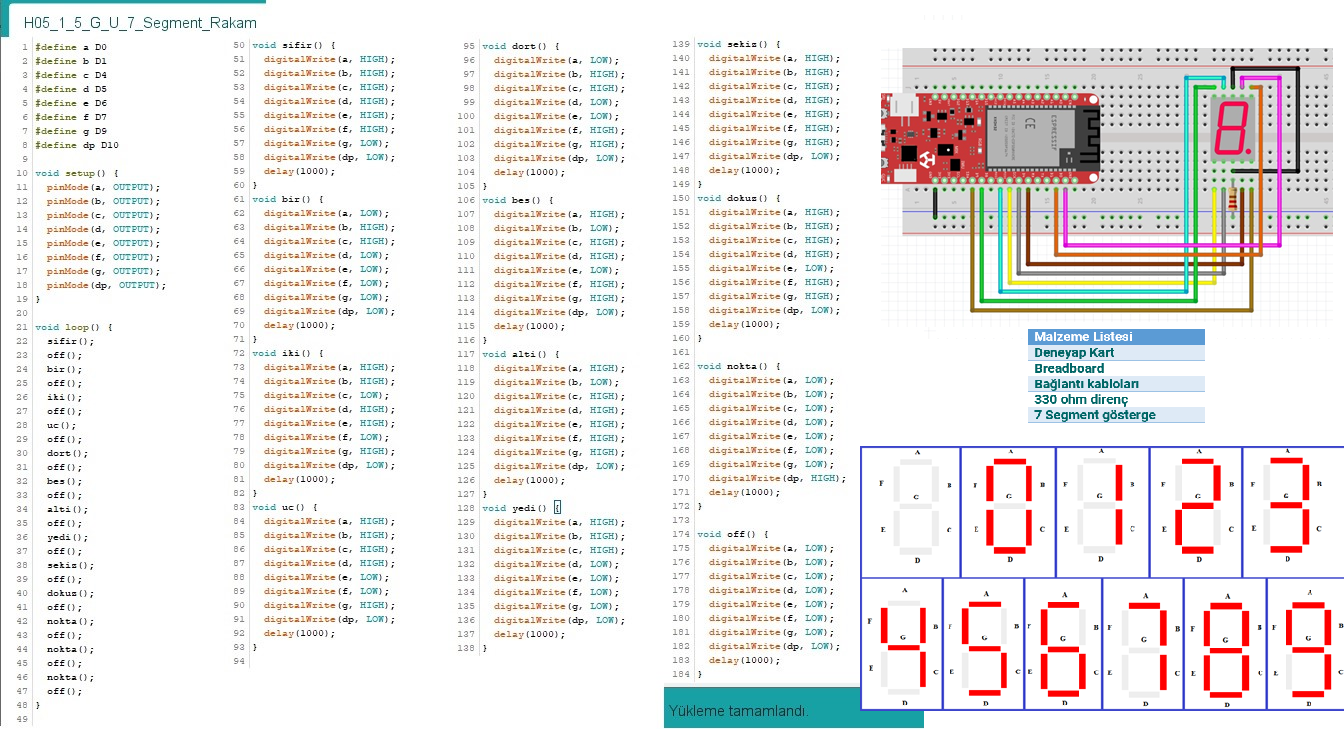 H05_1_5_G_U_7_Segment_Rakam
1 #define a D0
2 #define b D1
3 #define c D4
4 #define d D5
5 #define e D6
6 #define f D7
7 #define g D9
8 #define dp D10
9
10 void setup() {
11 pinMode(a, OUTPUT);
12 pinMode(b, OUTPUT);
13 pinMode(c, OUTPUT);
14 pinMode(d, OUTPUT);
15 pinMode(e, OUTPUT);
16 pinMode(f, OUTPUT);
17 pinMode(g, OUTPUT);
18 pinMode(dp, OUTPUT);
19 }
20
21 void loop() {
22 sifir();
23 off();
24 bir();
25 off();
26 iki();
27 off();
28 uc();
29 off();
30 dort();
31 off();
32 bes();
33 off();
34 alti();
35 off();
36 yedi();
37 off();
38 sekiz();
39 off();
40 dokuz();
41 off();
42 nokta();
43 off();
44 nokta();
45 off();
46 nokta();
47 off();
48 }
49
50 void sifir() {
51 digitalWrite(a, HIGH);
52 digitalWrite(b, HIGH);
53 digitalWrite(c, HIGH);
54 digitalWrite(d, HIGH);
55 digitalWrite(e, HIGH);
56 digitalWrite(f, HIGH);
57 digitalWrite(g, LOW);
58 digitalWrite(dp, LOW);
59 delay(1000);
60 }
61 void bir() {
62 digitalWrite(a, LOW);
63 digitalWrite(b, HIGH);
64 digitalWrite(c, HIGH);
65 digitalWrite(d, LOW);
66 digitalWrite(e, LOW);
67 digitalWrite(f, LOW);
68 digitalWrite(g, LOW);
69 digitalWrite(dp, LOW);
70 delay(1000);
71 }
72 void iki() {
73 digitalWrite(a, HIGH);
74 digitalWrite(b, HIGH);
75 digitalWrite(c, LOW);
76 digitalWrite(d, HIGH);
77 digitalWrite(e, HIGH);
78 digitalWrite(f, LOW);
79 digitalWrite(g, HIGH);
80 digitalWrite(dp, LOW);
81 delay(1000);
82 }
83 void uc() {
84 digitalWrite(a, HIGH);
85 digitalWrite(b, HIGH);
86 digitalWrite(c, HIGH);
87 digitalWrite(d, HIGH);
88 digitalWrite(e, LOW);
89 digitalWrite(f, LOW);
90 digitalWrite(g, HIGH);
91 digitalWrite(dp, LOW);
92 delay(1000);
93 }
94
95 void dort() {
96 digitalWrite(a, LOW);
97 digitalWrite(b, HIGH);
98 digitalWrite(c, HIGH);
99 digitalWrite(d, LOW);
100 digitalWrite(e, LOW);
101 digitalWrite(f, HIGH);
102 digitalWrite(g, HIGH);
103 digitalWrite(dp, LOW);
104 delay(1000);
105 }
106 void bes() {
107 digitalWrite(a, HIGH);
108 digitalWrite(b, LOW);
109 digitalWrite(c, HIGH);
110 digitalWrite(d, HIGH);
111 digitalWrite(e, LOW);
112 digitalWrite(f, HIGH);
113 digitalWrite(g, HIGH);
114 digitalWrite(dp, LOW);
115 delay(1000);
116 }
117 void alti() {
118 digitalWrite(a, HIGH);
119 digitalWrite(b, LOW);
120 digitalWrite(c, HIGH);
121 digitalWrite(d, HIGH);
122 digitalWrite(e, HIGH);
123 digitalWrite(f, HIGH);
124 digitalWrite(g, HIGH);
125 digitalWrite(dp, LOW);
126 delay(1000);
127 }
128 void yedi() {
129 digitalWrite(a, HIGH);
130 digitalWrite(b, HIGH);
131 digitalWrite(c, HIGH);
132 digitalWrite(d, LOW);
133 digitalWrite(e, LOW);
134 digitalWrite(f, LOW);
135 digitalWrite(g, LOW);
136 digitalWrite(dp, LOW);
137 delay(1000);
138 }
139 void sekiz() {
140 digitalWrite(a, HIGH);
141 digitalWrite(b, HIGH);
142 digitalWrite(c, HIGH);
143 digitalWrite(d, HIGH);
144 digitalWrite(e, HIGH);
145 digitalWrite(f, HIGH);
146 digitalWrite(g, HIGH);
147 digitalWrite(dp, LOW);
148 delay(1000);
149 }
150 void dokuz() {
151 digitalWrite(a, HIGH);
152 digitalWrite(b, HIGH);
153 digitalWrite(c, HIGH);
154 digitalWrite(d, HIGH);
155 digitalWrite(e, LOW);
156 digitalWrite(f, HIGH);
157 digitalWrite(g, HIGH);
158 digitalWrite(dp, LOW);
159 delay(1000);
160 }
161
162 void nokta() {
163 digitalWrite(a, LOW);
164 digitalWrite(b, LOW);
165 digitalWrite(c, LOW);
166 digitalWrite(d, LOW);
167 digitalWrite(e, LOW);
168 digitalWrite(f, LOW);
169 digitalWrite(g, LOW);
170 digitalWrite(dp, HIGH);
171 delay(1000);
172 }
173
174 void off() {
175 digitalWrite(a, LOW);
176 digitalWrite(b, LOW);
177 digitalWrite(c, LOW);
178 digitalWrite(d, LOW);
179 digitalWrite(e, LOW);
180 digitalWrite(f, LOW);
181 digitalWrite(g, LOW);
182 digitalWrite(dp, LOW);
183 delay(1000);
184 }
Yükleme tamamlandı.
ESPRESSIF
CE
Malzeme Listesi
Deneyap Kart
Breadboard
Bağlantı kabloları
330 ohm direnç
7 Segment gösterge
A A A A A
F B F B F B F B F B
G G G G G
E C E C E C E C E C
D D D D D
A A A A A A
F B F B F B F B F B F
G G G G G G
E C E C E C E C E C E
D D D D D D